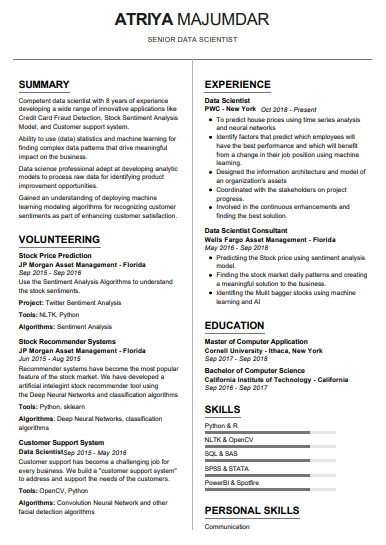 ATRIYA MAJUMDAR
SENIOR DATA SCIENTIST
SUMMARY
Competent data scientist with 8 years of experience
developing a wide range of innovative applications like
Credit Card Fraud Detection, Stock Sentiment Analysis
Model, and Customer support system.
Ability to use (data) statistics and machine learning for
finding complex data patterns that drive meaningful
impact on the business.
Data science professional adept at developing analytic
models to process raw data for identifying product
improvement opportunities.
Gained an understanding of deploying machine
learning modeling algorithms for recognizing customer
sentiments as part of enhancing customer satisfaction.
VOLUNTEERING
Stock Price Prediction
JP Morgan Asset Management - Florida
Sep 2015 - Sep 2016
Use the Sentiment Analysis Algorithms to understand
the stock sentiments.
Project: Twitter Sentiment Analysis
Tools: NLTK, Python
Algorithms: Sentiment Analysis
Stock Recommender Systems
JP Morgan Asset Management - Florida
Jun 2015 - Aug 2015
Recommender systems have become the most popular
feature of the stock market. We have developed a
artificial integint stock recommender tool using
the Deep Neural Networks, classification algorithms
Tools: Python, sklearn
Algorithms: Deep Neural Networks, classification
algorithms
Customer Support System
Data Scientist Sep 2015 - May 2016
Customer support has become a challenging job for
every business. We build a "customer support system"
to address and support the needs of the customers.
Tools: OpenCV, Python
Algorithms: Convolution Neural Network and other
facial detection algorithms
EXPERIENCE
Data Scientist
PWC - New York Oct 2018 - Present
• To predict house prices using time series analysis
and neural networks
• Identify factors that predict which employees will
have the best performance and which will benefit
from a change in their job position using machine
learning.
• Designed the information architecture and model of
an organization's assets
• Coordinated with the stakeholders on project
progress.
• Involved in the continuous enhancements and
finding the best solution.
Data Scientist Consultant
Wells Fargo Asset Management - Florida
May 2016 - Sep 2018
• Predicting the Stock price using sentiment analysis
model.
• Finding the stock market daily patterns and creating
a meaningful solution to the business.
• Identifing the Mulit bagger stocks using machine
learning and AI
EDUCATION
Master of Computer Application
Cornell University - Ithaca, New York
Sep 2017 - Sep 2018
Bachelor of Computer Science
California Institute of Technology - California
Sep 2016 - Sep 2017
SKILLS
Python & R
NLTK & OpenCV
SQL & SAS
SPSS & STATA
PowerBI & Spotfire
PERSONAL SKILLS
Communication